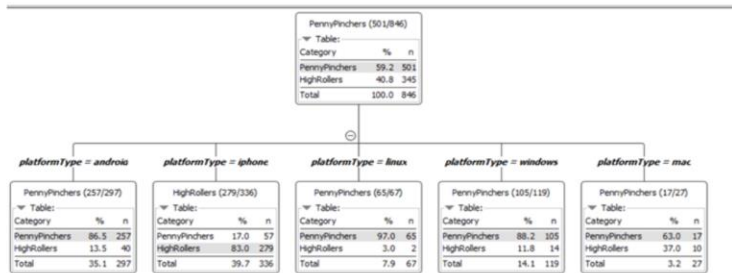 PennyPinchers (501/846)
Table:
Category % n
PennyPinchers 59.2 501
HighRollers 40.8 345
Total 100.0 846
platformType = android
platformType = iphone
platformType = linux
platformType = windows
platformType = mac
PennyPinchers (257/297)
Table:
Category % n
PennyPinchers 86.5 257
HighRollers 13.5 40
Total 35.1 297
HighRollers (279/336)
Table:
Category % n
PennyPinchers 17.0 57
HighRollers 83.0 279
Total 39.7 336
PennyPinchers (65/67)
Table:
Category % n
PennyPinchers 97.0 65
HighRollers 3.0 2
Total 7.9 67
PennyPinchers (105/119)
Table:
Category % n
PennyPinchers 88.2 105
HighRollers 11.8 14
Total 14.1 119
PennyPinchers (17/27)
Table:
Category % n
PennyPinchers 63.0 17
HighRollers 37.0 10
Total 3.2 27